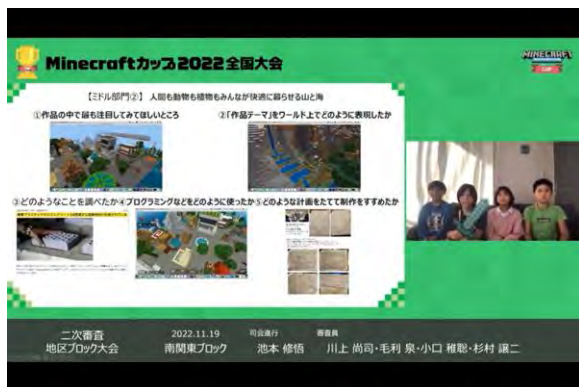 Minecraftカップ2022全国大会
MINECRAFT
CUP
【ミドル部門②】 人間も動物も植物もみんなが快適に暮らせる山と海
①作品の中で最も注目してみてほしいところ
②「作品テーマ」をワールド上でどのように表現したか
③どのようなことを調べたか
④プログラミングなどをどのように使ったか
⑤どのような計画をたてて制作をすすめたか
二次審査
地区ブロック大会
2022.11.19
南関東ブロック
司会進行
池本 修悟
審査員
川上 尚司・毛利 泉・小口 稚聡・杉村 譲二